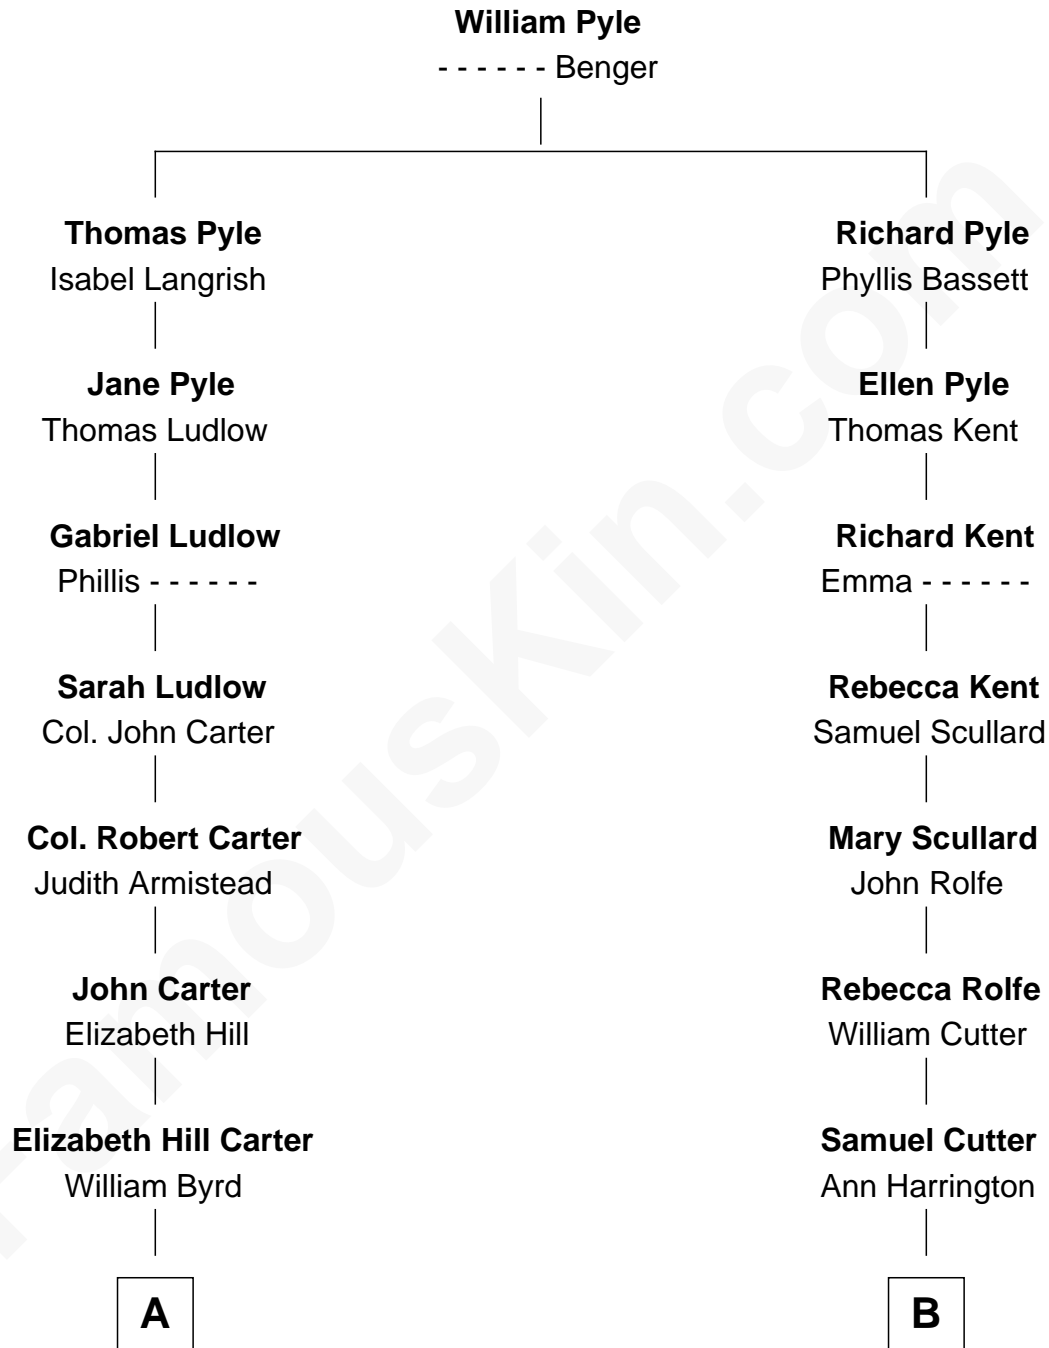 William Pyle
- - - - - - Benger
Thomas Pyle
Isabel Langrish
Richard Pyle
Phyllis Bassett
Jane Pyle
Thomas Ludlow
Ellen Pyle
Thomas Kent
Gabriel Ludlow
Phillis - - - - - -
Richard Kent
Emma - - - - - -
Sarah Ludlow
Col. John Carter
Rebecca Kent
Samuel Scullard
Col. Robert Carter
Judith Armistead
Mary Scullard
John Rolfe
John Carter
Elizabeth Hill
Rebecca Rolfe
William Cutter
Elizabeth Hill Carter
William Byrd
Samuel Cutter
Ann Harrington
A
B
FamousKin.com